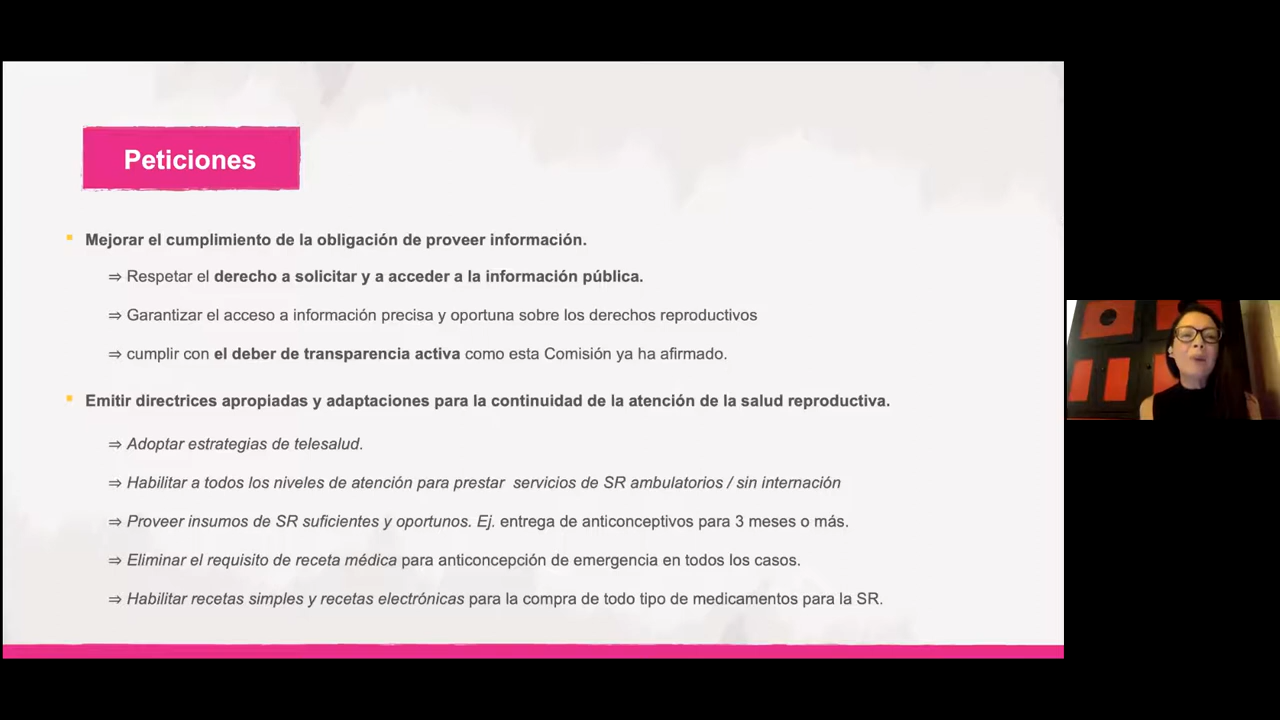 Peticiones
▪ Mejorar el cumplimiento de la obligación de proveer información.
⇒ Respetar el derecho a solicitar y a acceder a la información pública.
⇒ Garantizar el acceso a información precisa y oportuna sobre los derechos reproductivos
⇒ cumplir con el deber de transparencia activa como esta Comisión ya ha afirmado.
▪ Emitir directrices apropiadas y adaptaciones para la continuidad de la atención de la salud reproductiva.
⇒ Adoptar estrategias de telesalud.
⇒ Habilitar a todos los niveles de atención para prestar servicios de SR ambulatorios / sin internación
⇒ Proveer insumos de SR suficientes y oportunos. Ej. entrega de anticonceptivos para 3 meses o más.
⇒ Eliminar el requisito de receta médica para anticoncepción de emergencia en todos los casos.
⇒ Habilitar recetas simples y recetas electrónicas para la compra de todo tipo de medicamentos para la SR.